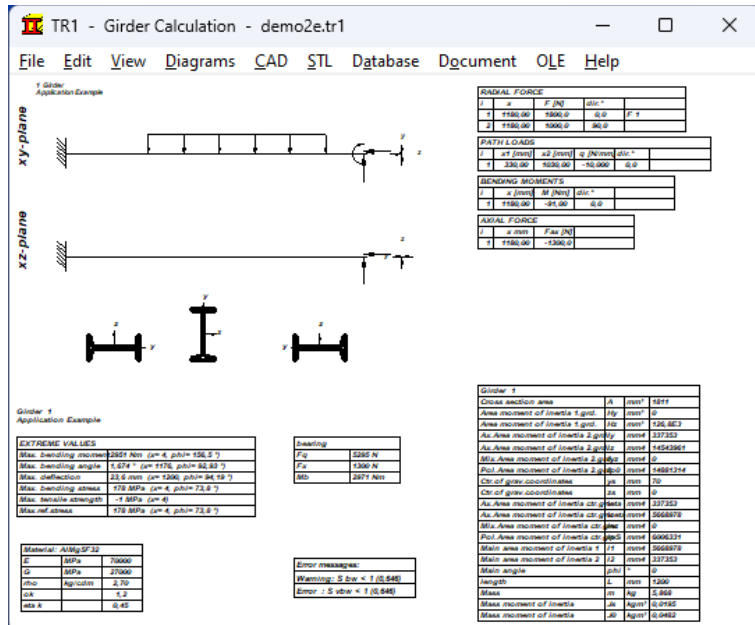 TR1 - Girder Calculation - demo2e.tr1
File Edit View Diagrams CAD STL Database Document OLE Help
1 Girder
Application Example
xy-plane
y
z
xz-plane
z
y
y
z
y
z
z
y
RADIAL FORCE
i x F [N] dir.°
1 1180,00 1800,0 0,0 F 1
2 1180,00 1000,0 90,0
PATH LOADS
i x1 [mm] x2 [mm] q [N/mm] dir.°
1 330,00 1030,00 -10,000 0,0
BENDING MOMENTS
i x [mm] M [Nm] dir.°
1 1180,00 -91,00 0,0
AXIAL FORCE
i x mm Fax [N]
1 1180,00 -1300,0
Girder 1
Application Example
EXTREME VALUES
Max. bending moment 2951 Nm (x= 4, phi= 156,5 °)
Max. bending angle 1,674 ° (x= 1176, phi= 92,93 °)
Max. deflection 23,6 mm (x= 1200, phi= 94,19 °)
Max. bending stress 178 MPa (x= 4, phi= 73,8 °)
Max. tensile strength -1 MPa (x= 4)
Max.ref.stress 178 MPa (x= 4, phi= 73,8 °)
bearing
Fq 5295 N
Fx 1300 N
Mb 2971 Nm
Material: AlMg5F32
E MPa 70000
G MPa 27000
rho kg/cdm 2,70
ok 1,2
eta k 0,45
Error messages:
Warning: S bw < 1 (0,646)
Error : S vbw < 1 (0,646)
Girder 1
Cross section area A mm² 1811
Area moment of inertia 1.grd. Hy mm³ 0
Area moment of inertia 1.grd. Hz mm³ 126,8E3
Ax.Area moment of inertia 2.grd Iy mm4 337353
Ax.Area moment of inertia 2.grd Iz mm4 14543961
Mix.Area moment of inertia 2.grd mm4 0
Pol.Area moment of inertia 2.grd mm4 14881314
Ctr.of grav.coordinates ys mm 70
Ctr.of grav.coordinates zs mm 0
Ax.Area moment of inertia ctr. mm4 337353
Ax.Area moment of inertia ctr. mm4 5668978
Mix.Area moment of inertia ctr. mm4 0
Pol.Area moment of inertia ctr. mm4 6006331
Main area moment of inertia 1 I1 mm4 5668978
Main area moment of inertia 2 I2 mm4 337353
Main angle phi ° 0
length L mm 1200
Mass m kg 5,868
Mass moment of inertia Js kgm² 0,0195
Mass moment of inertia J0 kgm² 0,0482